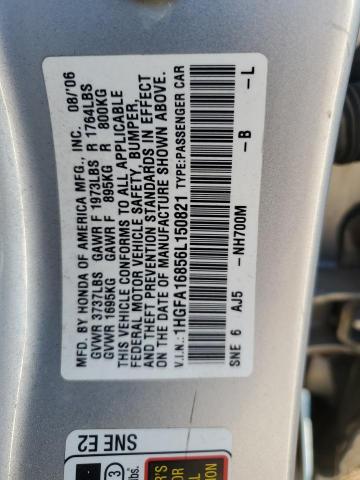 MFD. BY HONDA OF AMERICA MFG., INC. 08/'06
GVWR 3737LBS GAWR F 1973LBS R 1764LBS
GVWR 1695KG GAWR F 895KG R 800KG
THIS VEHICLE CONFORMS TO ALL APPLICABLE
FEDERAL MOTOR VEHICLE SAFETY, BUMPER,
AND THEFT PREVENTION STANDARDS IN EFFECT
ON THE DATE OF MANUFACTURE SHOWN ABOVE.
V.I.N.: 1HGFA16856L150821 TYPE:PASSENGER CAR
SNE 6 AJ5 -NH700M -B -L
SNE E2
3